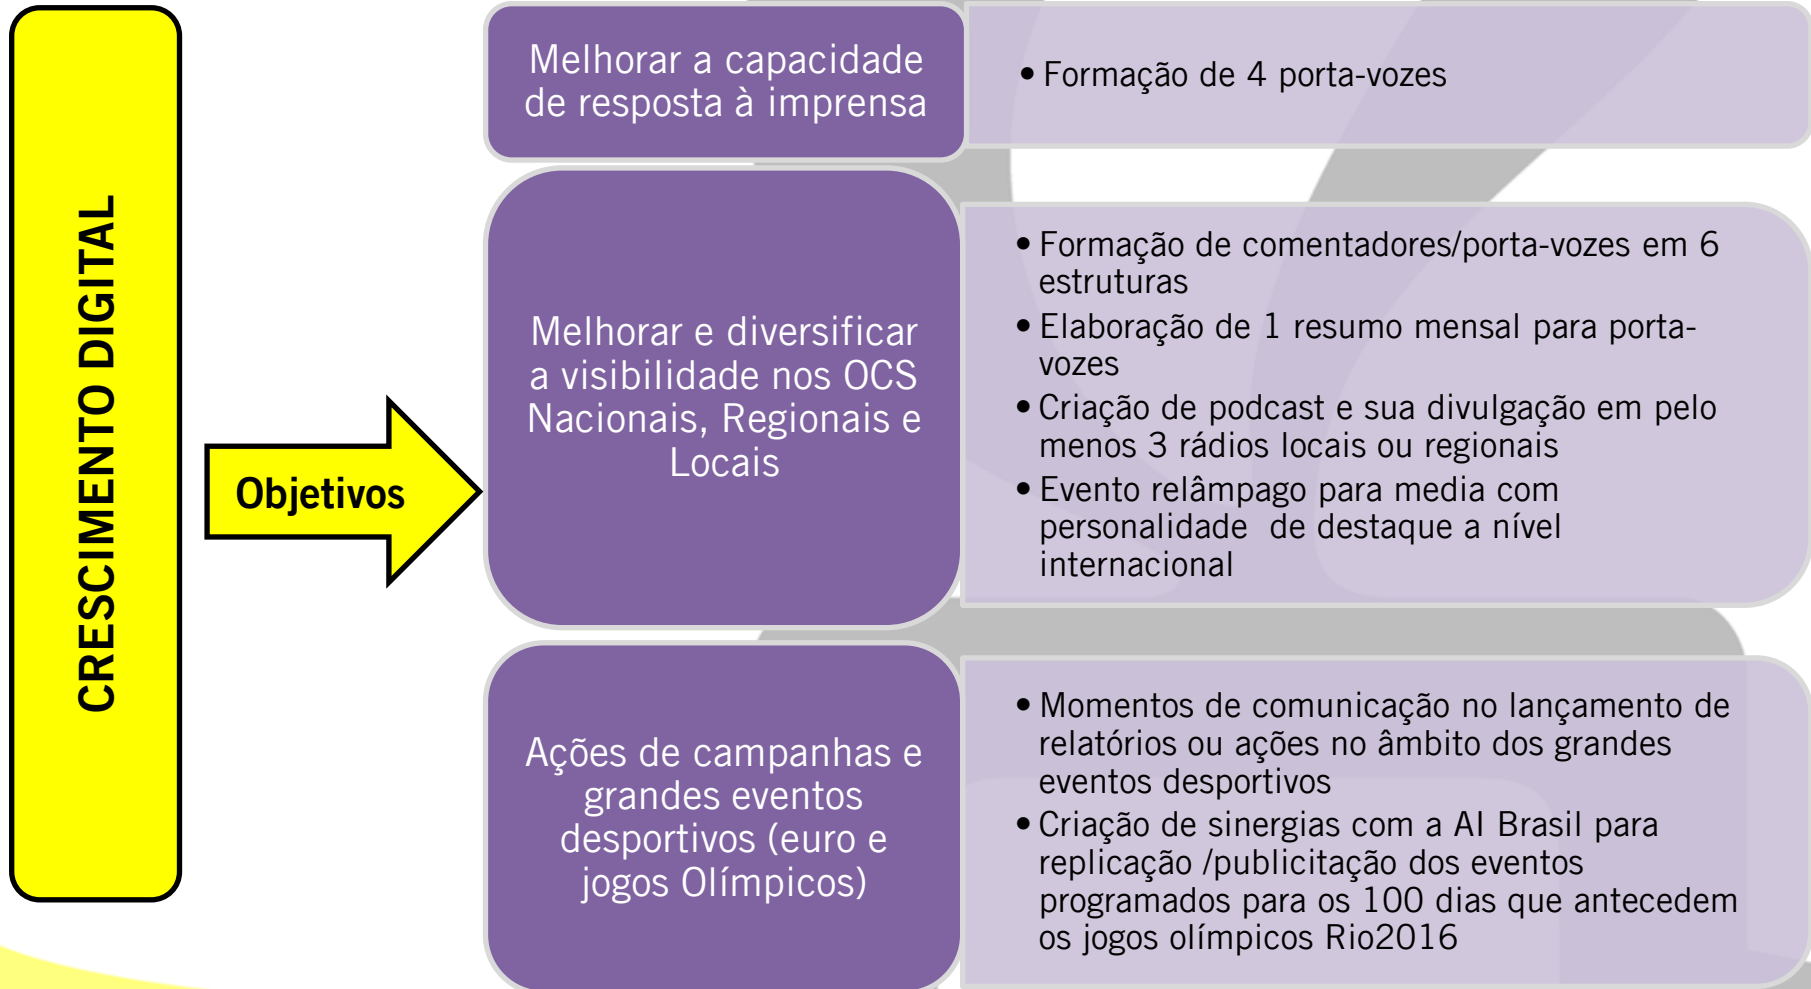 CRESCIMENTO DIGITAL
Objetivos
Melhorar a capacidade
de resposta à imprensa
• Formação de 4 porta-vozes
Melhorar e diversificar
a visibilidade nos OCS
Nacionais, Regionais e
Locais
• Formação de comentadores/porta-vozes em 6
estruturas
• Elaboração de 1 resumo mensal para porta-
vozes
• Criação de podcast e sua divulgação em pelo
menos 3 rádios locais ou regionais
• Evento relâmpago para media com
personalidade  de destaque a nível
internacional
Ações de campanhas e
grandes eventos
desportivos (euro e
jogos Olímpicos)
• Momentos de comunicação no lançamento de
relatórios ou ações no âmbito dos grandes
eventos desportivos
• Criação de sinergias com a AI Brasil para
replicação /publicitação dos eventos
programados para os 100 dias que antecedem
os jogos olímpicos Rio2016